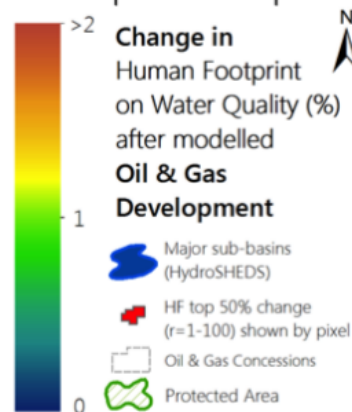 >2
N
Change in
Human Footprint
on Water Quality (%)
after modelled
Oil & Gas
Development
1
Major sub-basins
(HydroSHEDS)
HF top 50% change
(r=1-100) shown by pixel
Oil & Gas Concessions
Protected Area
0